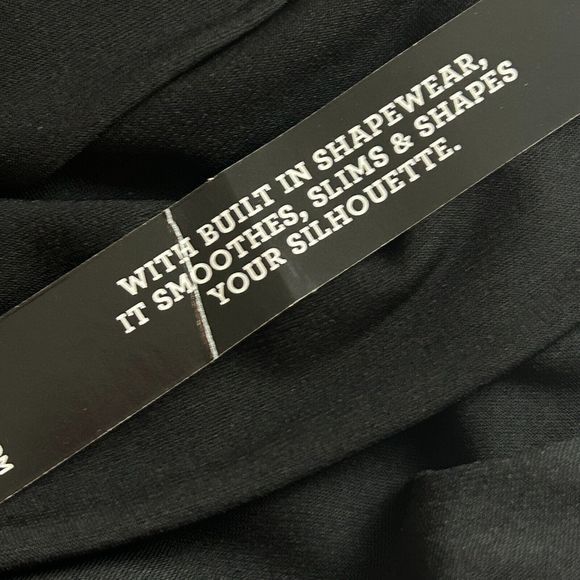 WITH BUILT IN SHAPEWEAR,
IT SMOOTHES, SLIMS & SHAPES
YOUR SILHOUETTE.